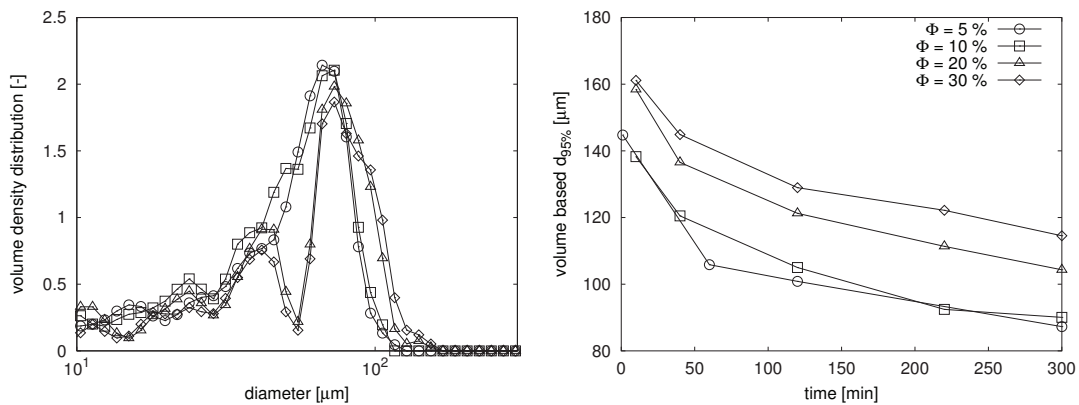 volume density distribution [-]
2.5
2
1.5
1
0.5
0
10^1
10^2
diameter [μm]
volume based d_95% [μm]
180
160
140
120
100
80
0 50 100 150 200 250 300
time [min]
Φ = 5 %
Φ = 10 %
Φ = 20 %
Φ = 30 %